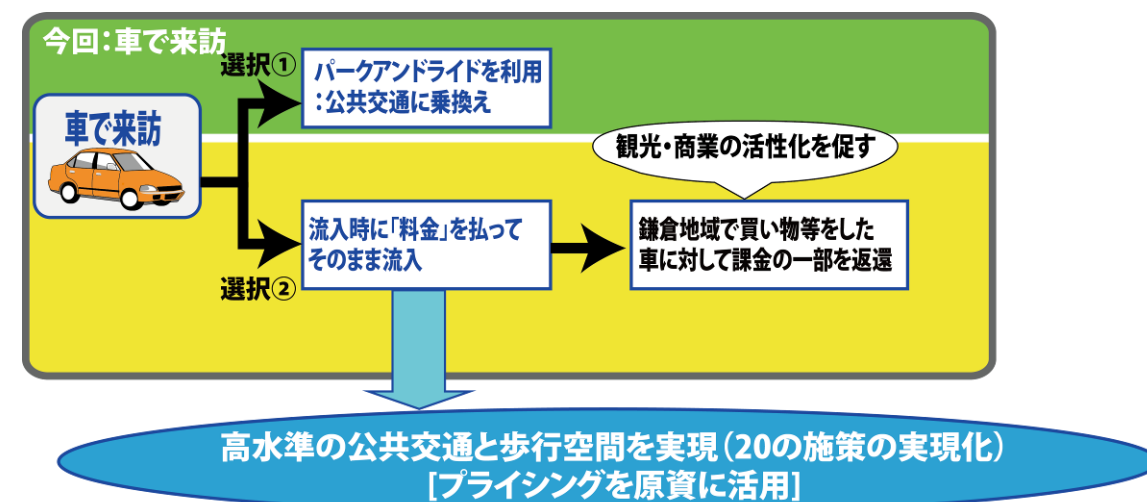 今回:車で来訪
選択①
パークアンドライドを利用
:公共交通に乗換え
車で来訪
観光・商業の活性化を促す
流入時に「料金」を払って
そのまま流入
選択②
鎌倉地域で買い物等をした
車に対して課金の一部を返還
高水準の公共交通と歩行空間を実現(20の施策の実現化)
[プライシングを原資に活用]